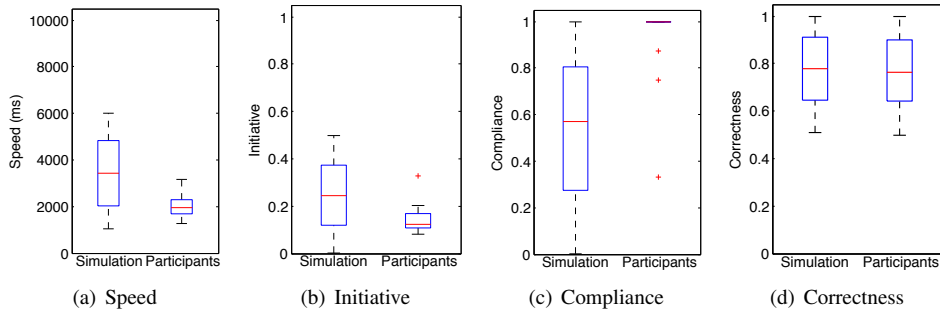 Speed (ms)
10000
8000
6000
4000
2000
0
Simulation Participants
(a) Speed
Initiative
1
0.8
0.6
0.4
0.2
0
Simulation Participants
(b) Initiative
Compliance
1
0.8
0.6
0.4
0.2
0
Simulation Participants
(c) Compliance
Correctness
1
0.8
0.6
0.4
0.2
0
Simulation Participants
(d) Correctness